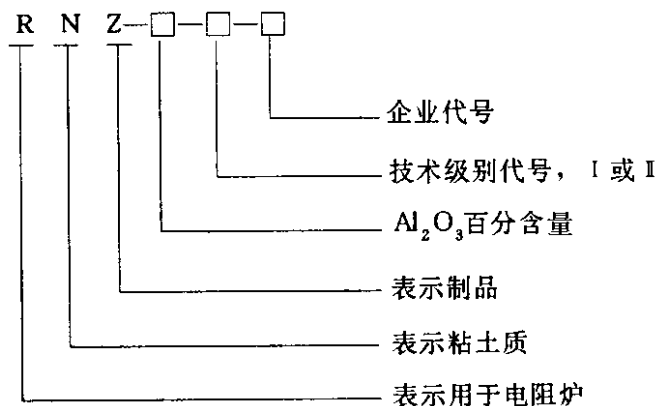 R N Z—□—□—□
企业代号
技术级别代号，Ⅰ或Ⅱ
Al₂O₃百分含量
表示制品
表示粘土质
表示用于电阻炉